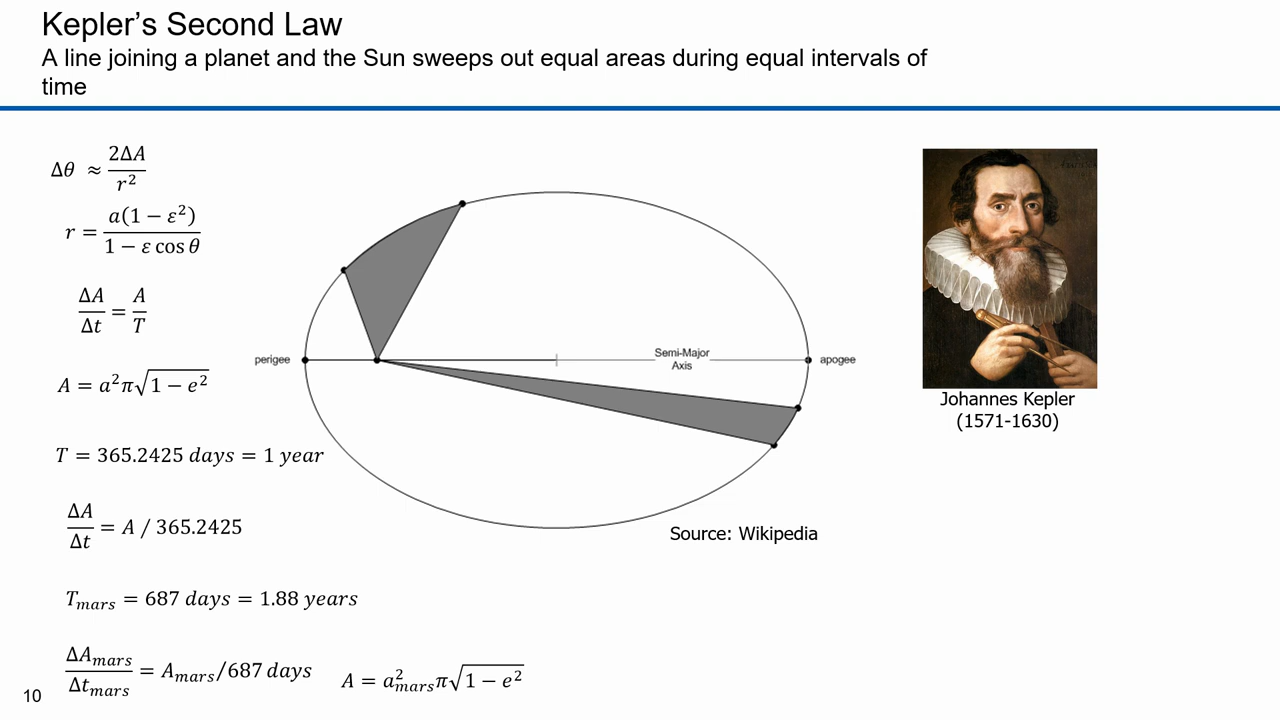 Kepler’s Second Law
A line joining a planet and the Sun sweeps out equal areas during equal intervals of
time
Δθ ≈ 2ΔA / r²
r = a(1 − ε²) / 1 − ε cos θ
ΔA / Δt = A / T
A = a²π√1 − e²
T = 365.2425 days = 1 year
ΔA / Δt = A / 365.2425
T_mars = 687 days = 1.88 years
ΔA_mars / Δt_mars = A_mars/687 days
A = a²_mars π√1 − e²
perigee
Semi-Major
Axis
apogee
Source: Wikipedia
Johannes Kepler
(1571-1630)
10